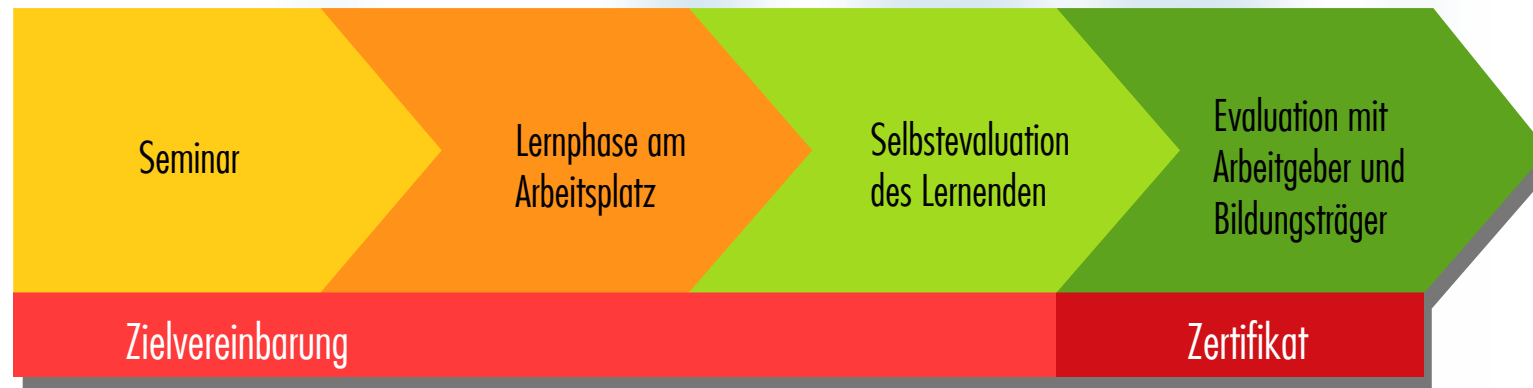 Seminar
Lernphase am
Arbeitsplatz
Selbstevaluation
des Lernenden
Evaluation mit
Arbeitgeber und
Bildungsträger
Zielvereinbarung
Zertifikat